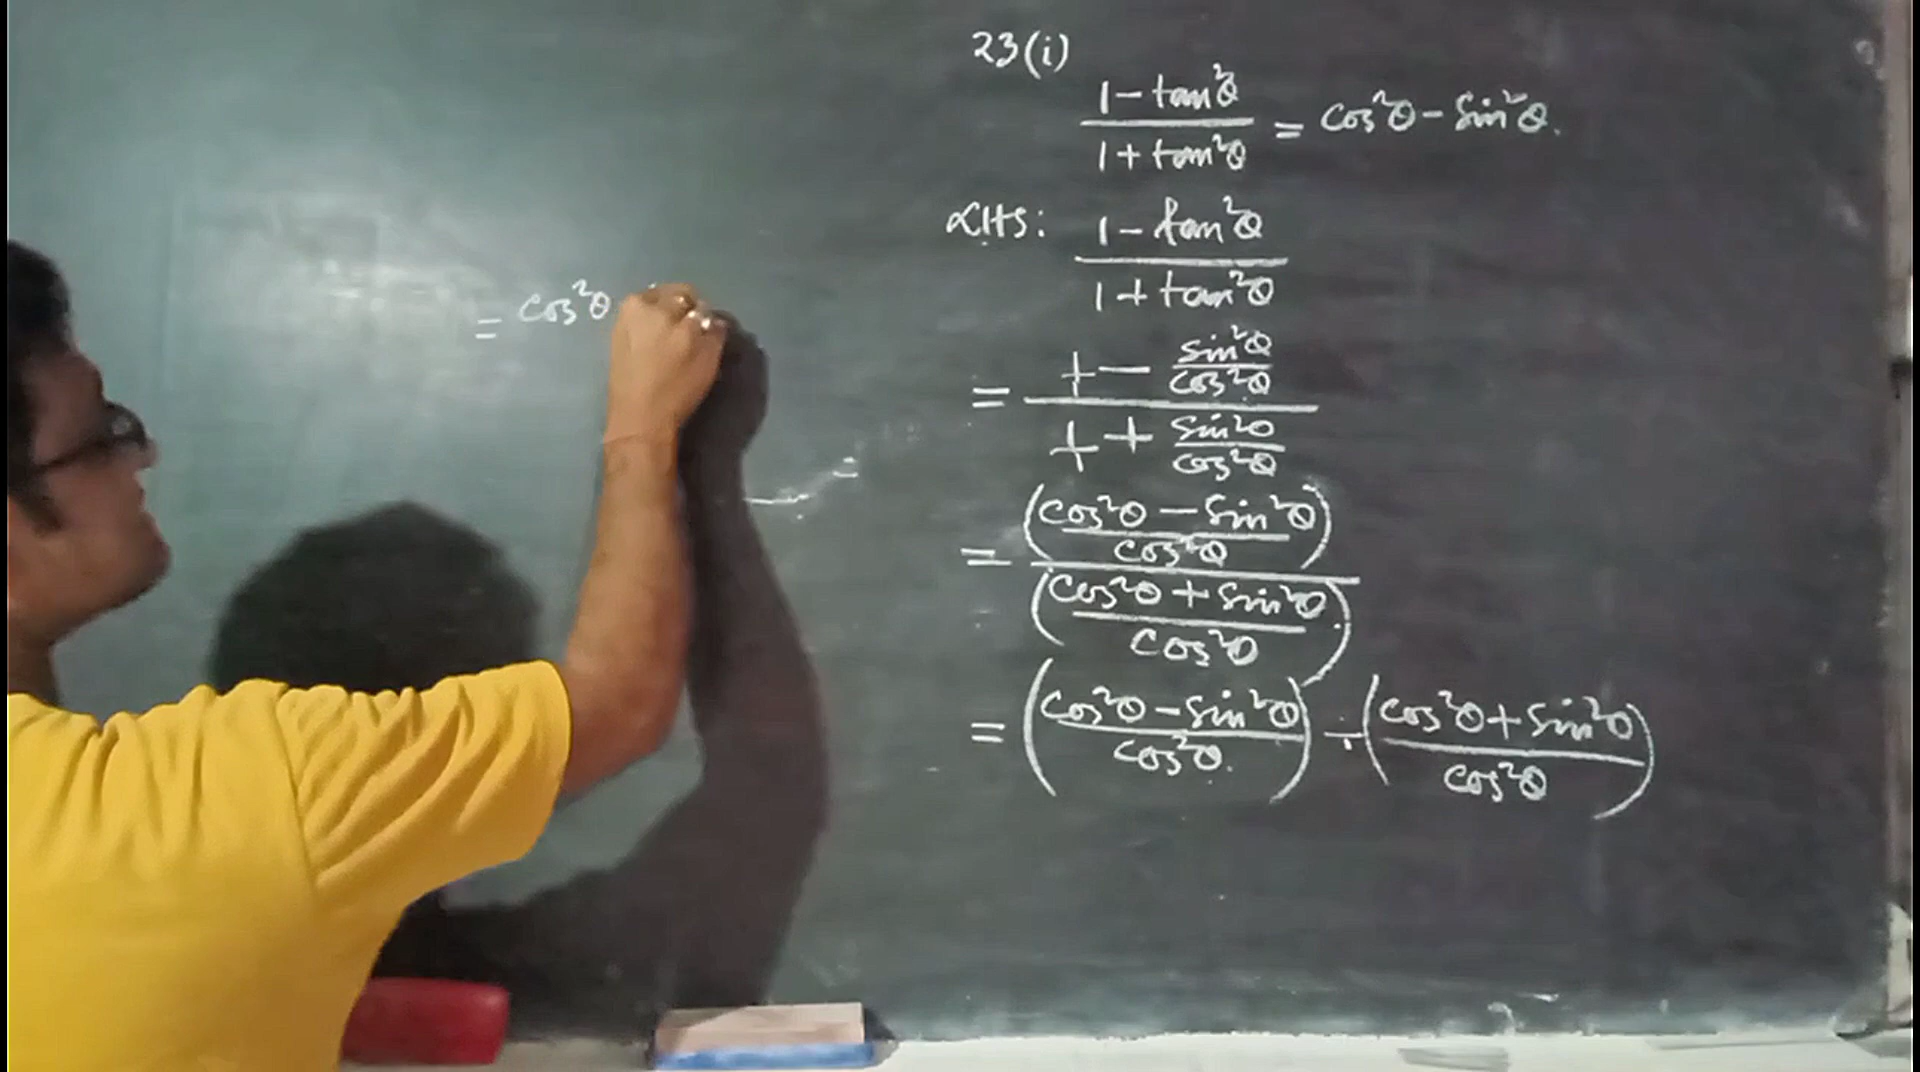 23(i)
1 - tan²θ
1 + tan²θ
= cos²θ - sin²θ.
LHS: 1 - tan²θ
1 + tan²θ
= 1 - sin²θ
cos²θ
1 + sin²θ
cos²θ
= (cos²θ - sin²θ)
cos²θ
(cos²θ + sin²θ)
cos²θ
= (cos²θ - sin²θ) ÷ (cos²θ + sin²θ)
cos²θ. cos²θ
= cos²θ